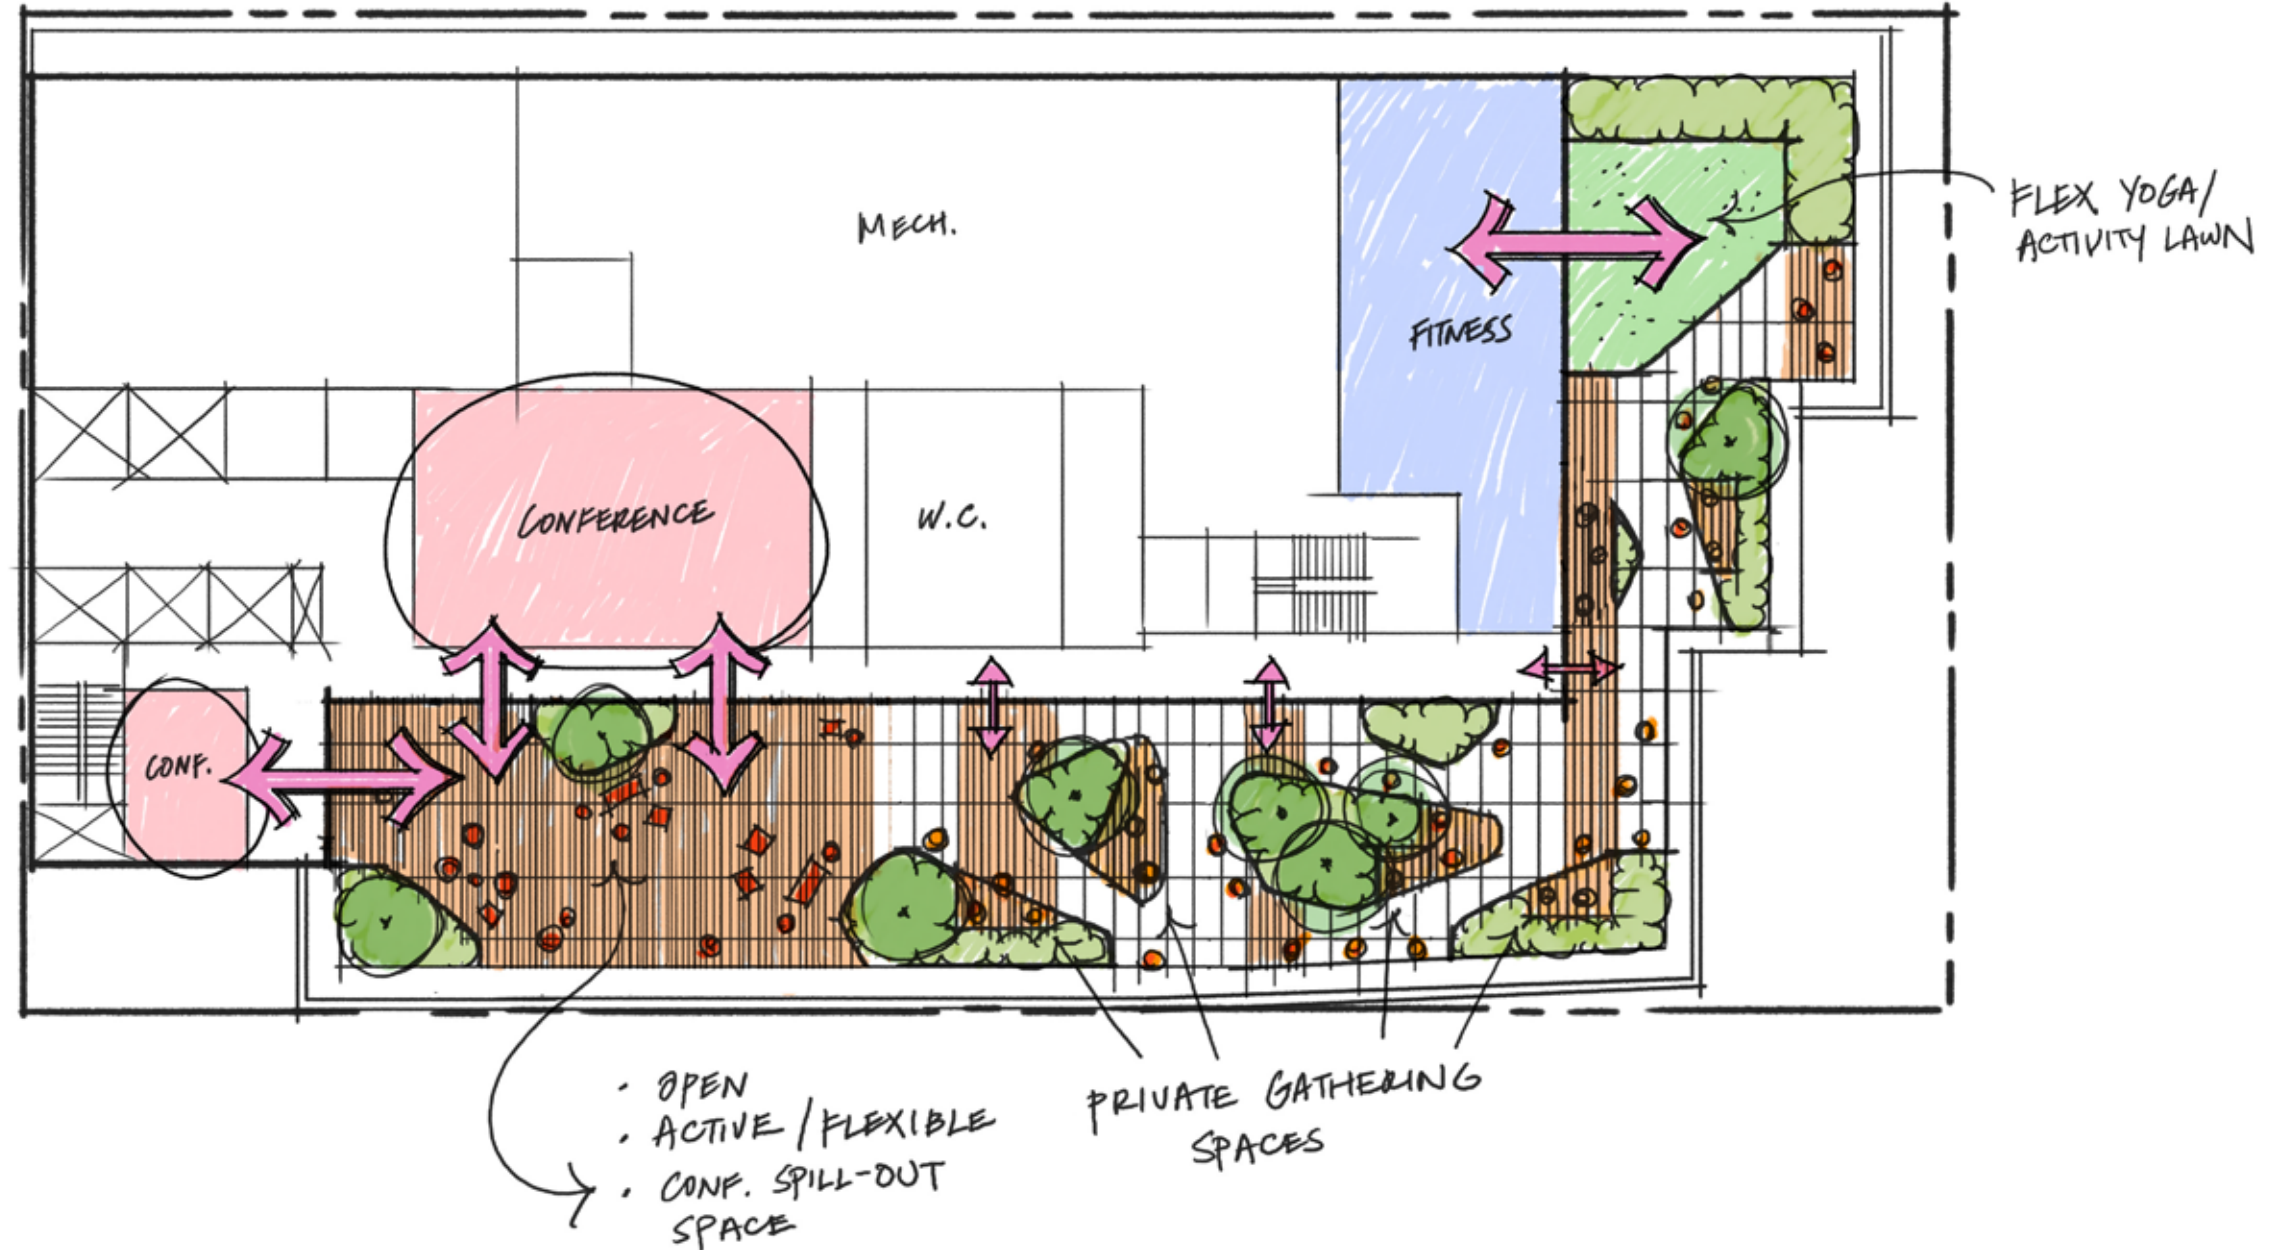 MECH.
FLEX YOGA/
ACTIVITY LAWN
FITNESS
CONFERENCE
W.C.
CONF.
• OPEN
• ACTIVE/FLEXIBLE
• CONF. SPILL-OUT
SPACE
PRIVATE GATHERING
SPACES